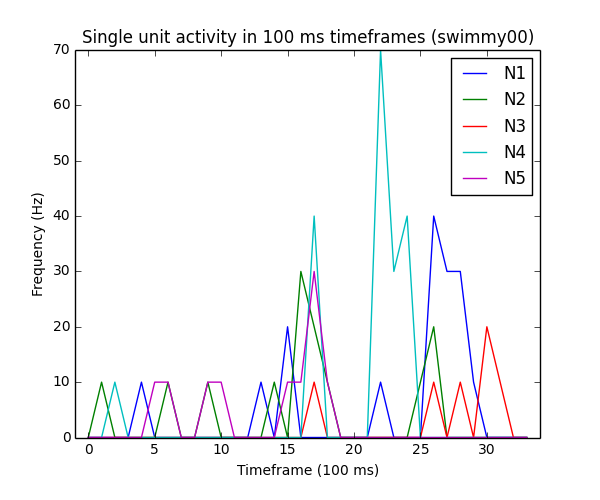 Single unit activity in 100 ms timeframes (swimmy00)
70
60
50
40
30
20
10
0
Frequency (Hz)
N1
N2
N3
N4
N5
0 5 10 15 20 25 30
Timeframe (100 ms)